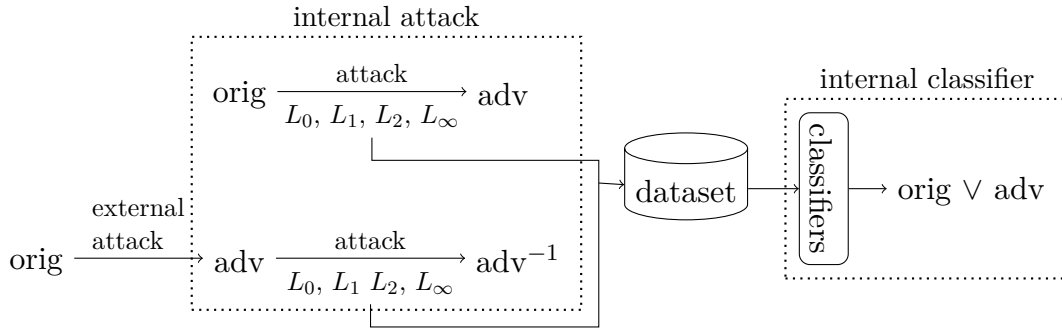 internal attack
orig attack adv
L₀, L₁, L₂, L∞
internal classifier
dataset
classifiers
orig ∨ adv
external
attack
orig adv attack adv⁻¹
L₀, L₁ L₂, L∞